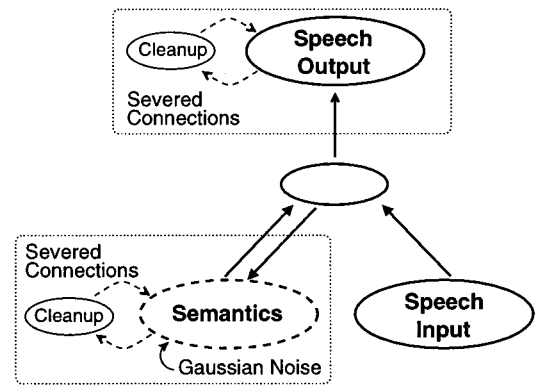 Cleanup
Speech
Output
Severed
Connections
Severed
Connections
Cleanup
Semantics
Gaussian Noise
Speech
Input